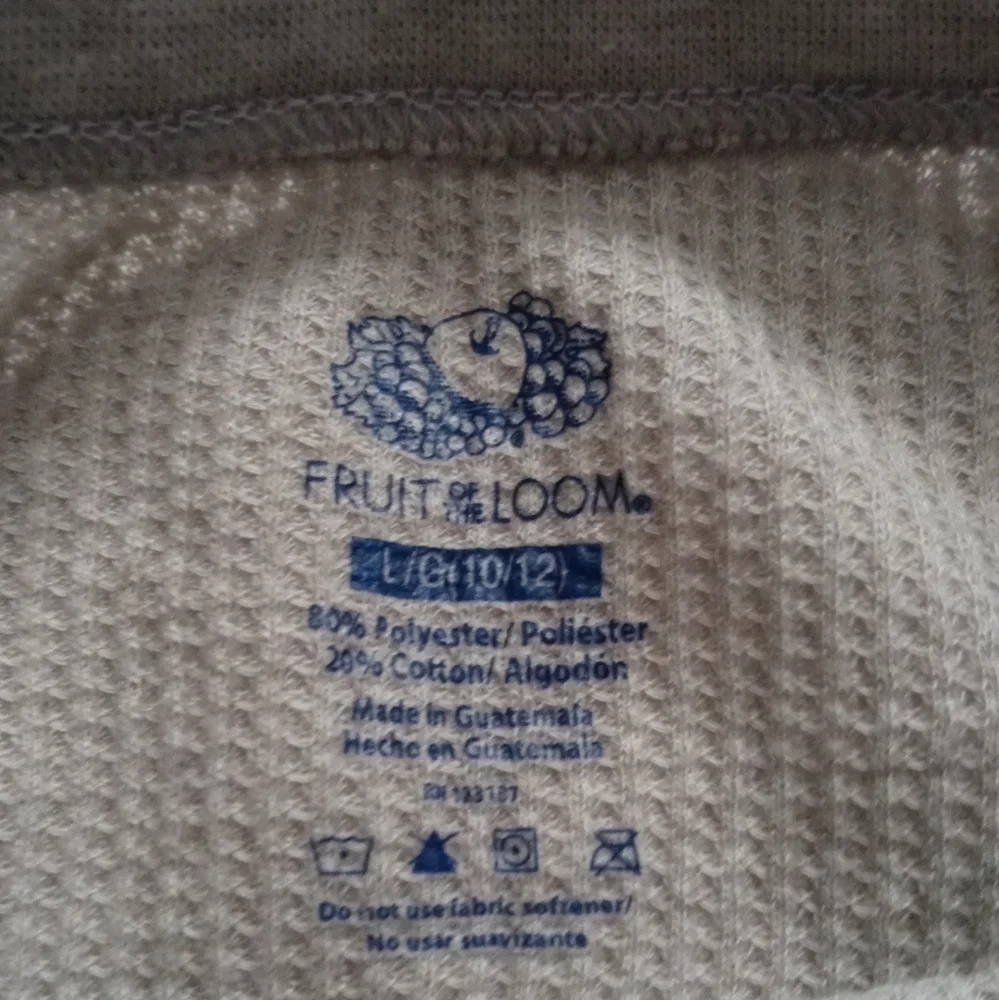 FRUIT OF THE LOOM®
L/G (10/12)
80% Polyester/ Poliéster
20% Cotton/ Algodón
Made in Guatemala
Hecho en Guatemala
Do not use fabric softener/
No usar suavizante